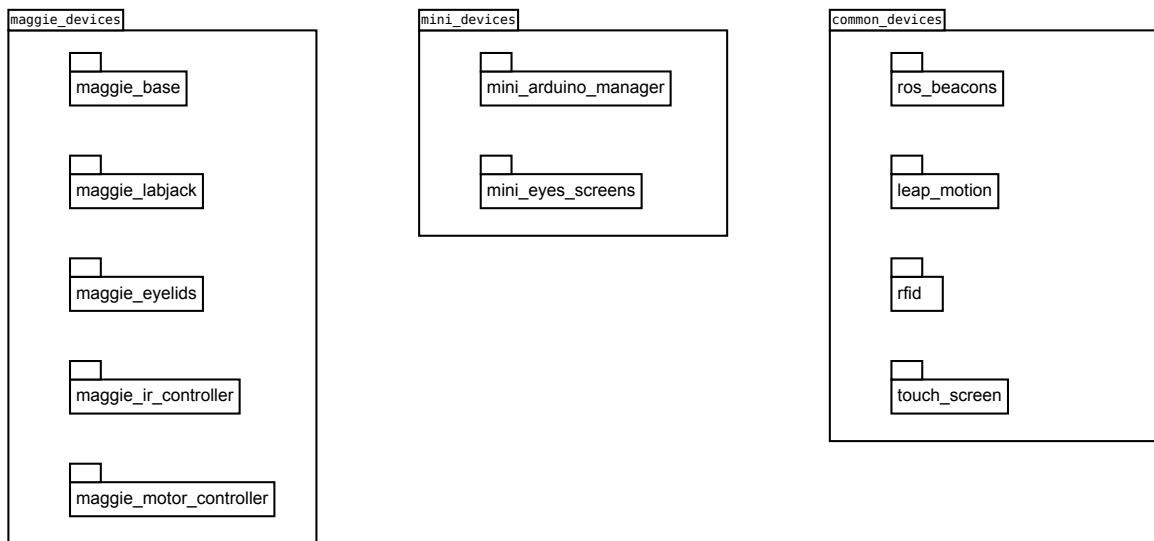 maggie_devices
maggie_base
maggie_labjack
maggie_eyelids
maggie_ir_controller
maggie_motor_controller
mini_devices
mini_arduino_manager
mini_eyes_screens
common_devices
ros_beacons
leap_motion
rfid
touch_screen